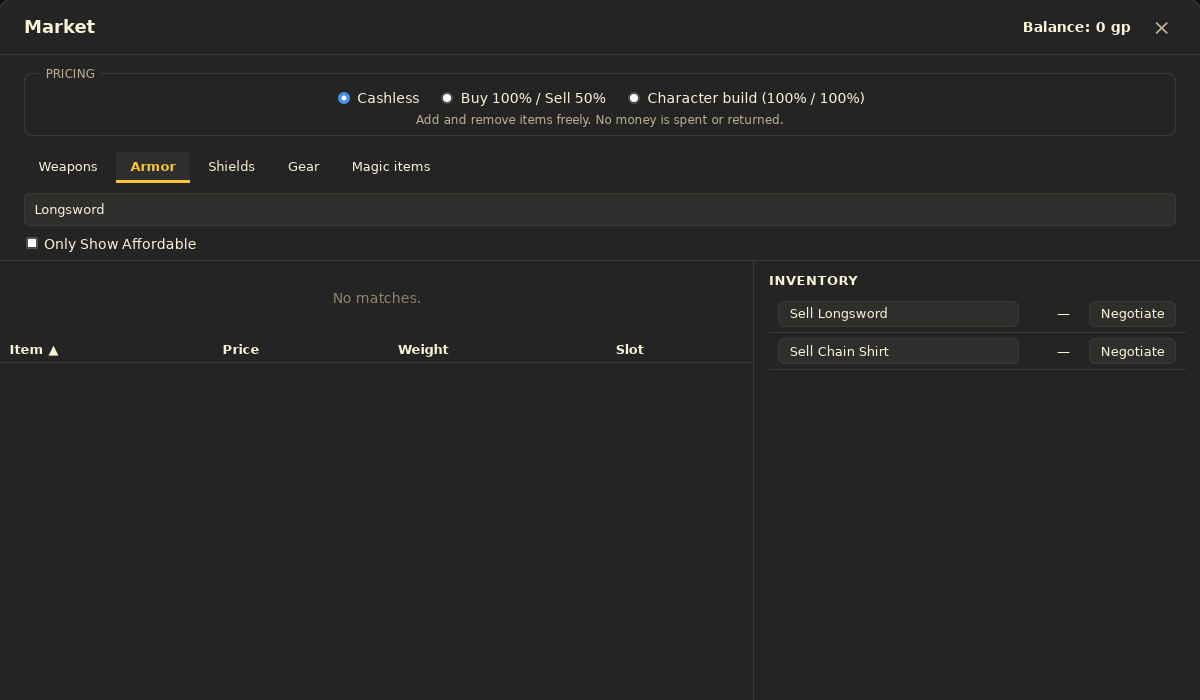 Market
Balance: 0 gp ×
PRICING
Cashless Buy 100% / Sell 50% Character build (100% / 100%)
Add and remove items freely. No money is spent or returned.
Weapons Armor Shields Gear Magic items
Longsword
Only Show Affordable
No matches.
Item ▲ Price Weight Slot
INVENTORY
Sell Longsword — Negotiate
Sell Chain Shirt — Negotiate